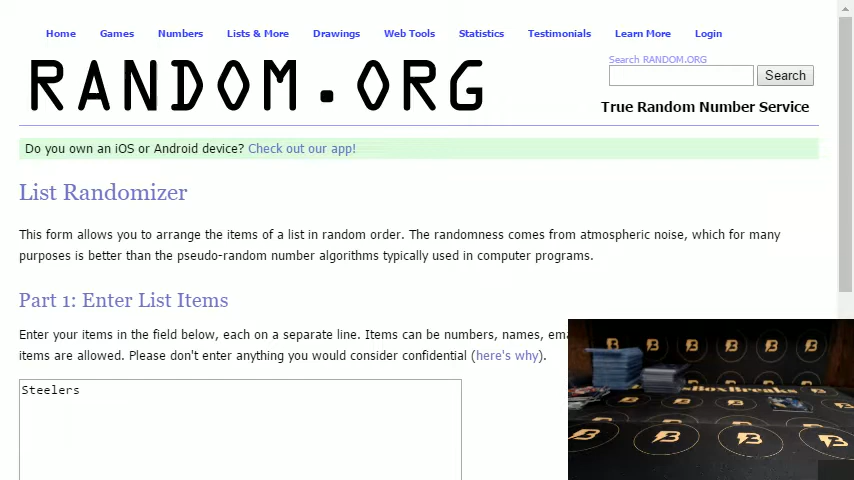 Home Games Numbers Lists & More Drawings Web Tools Statistics Testimonials Learn More Login
RANDOM.ORG
Search RANDOM.ORG
Search
True Random Number Service
Do you own an iOS or Android device? Check out our app!
List Randomizer
This form allows you to arrange the items of a list in random order. The randomness comes from atmospheric noise, which for many
purposes is better than the pseudo-random number algorithms typically used in computer programs.
Part 1: Enter List Items
Enter your items in the field below, each on a separate line. Items can be numbers, names, ema
items are allowed. Please don't enter anything you would consider confidential (here's why).
Steelers
BoxBreaks